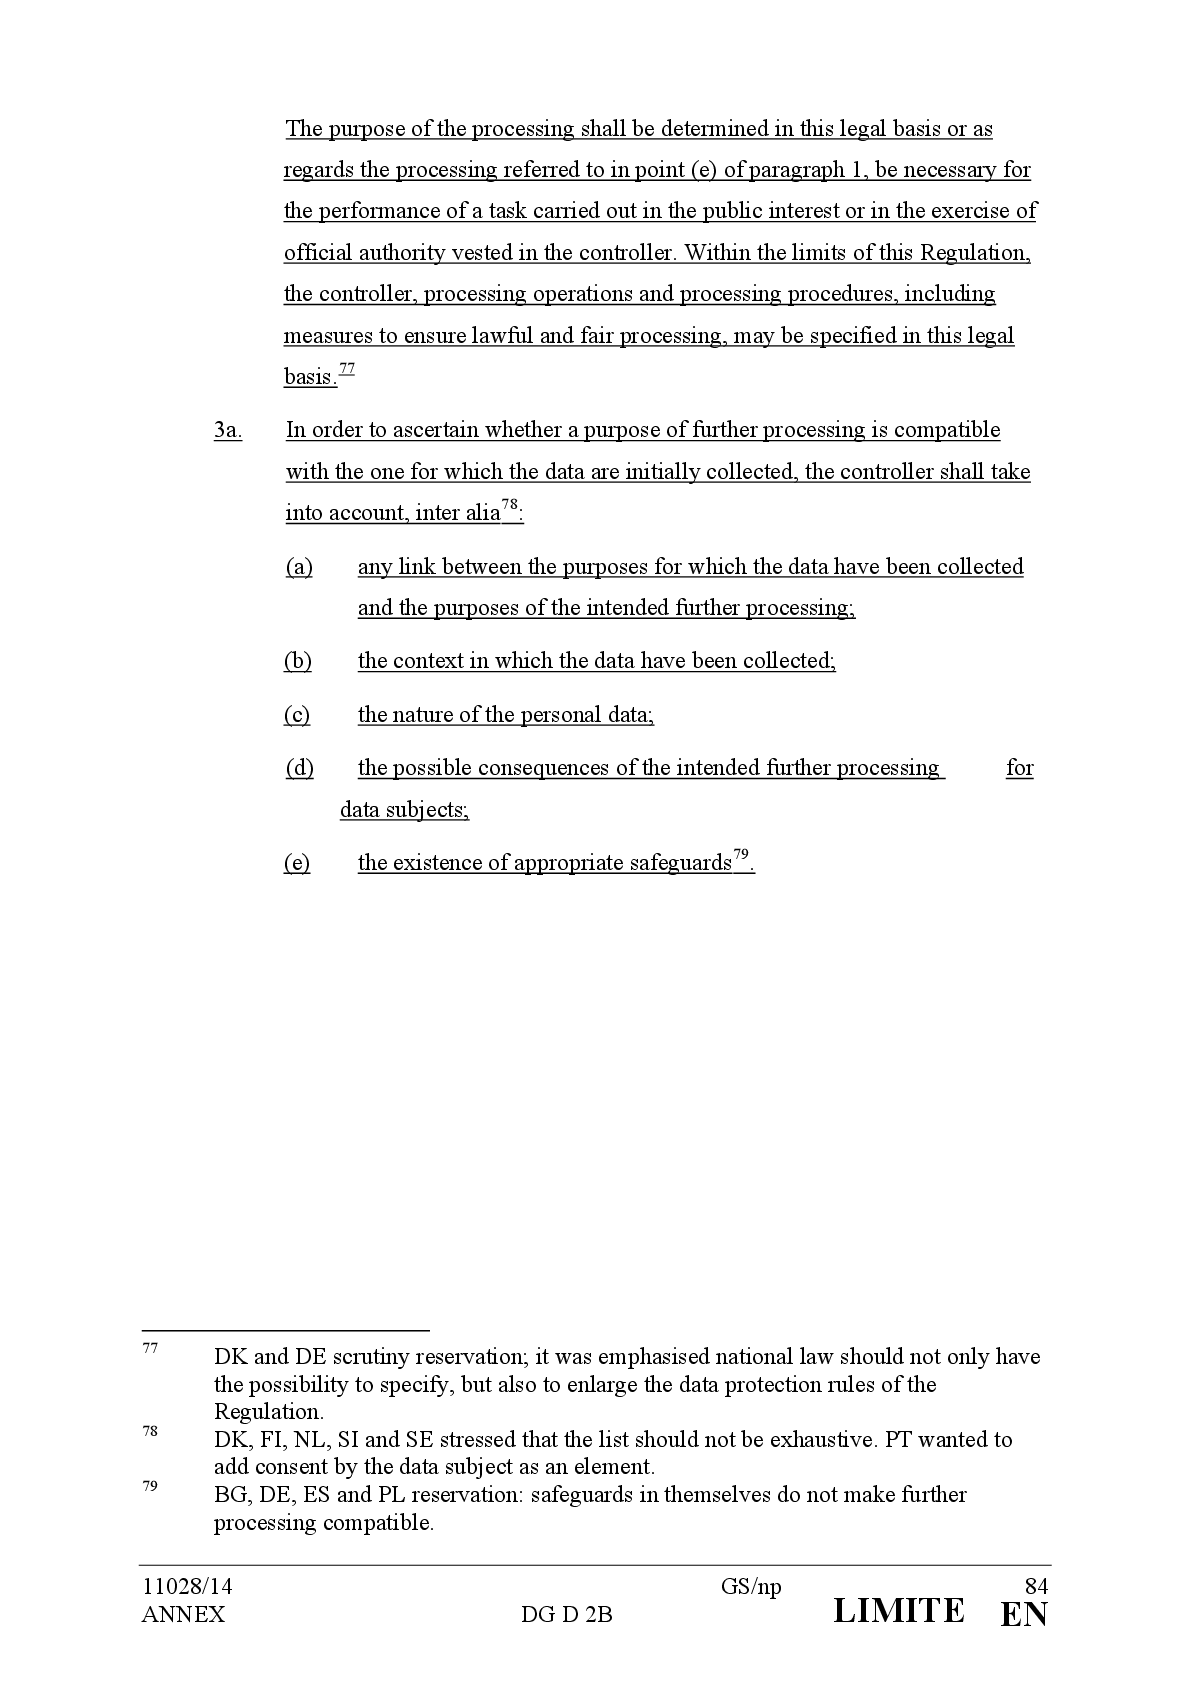 The purpose of the processing shall be determined in this legal basis or as
regards the processing referred to in point (e) of paragraph 1, be necessary for
the performance of a task carried out in the public interest or in the exercise of
official authority vested in the controller. Within the limits of this Regulation,
the controller, processing operations and processing procedures, including
measures to ensure lawful and fair processing, may be specified in this legal
basis.77
3a. In order to ascertain whether a purpose of further processing is compatible
with the one for which the data are initially collected, the controller shall take
into account, inter alia78:
(a) any link between the purposes for which the data have been collected
and the purposes of the intended further processing;
(b) the context in which the data have been collected;
(c) the nature of the personal data;
(d) the possible consequences of the intended further processing for
data subjects;
(e) the existence of appropriate safeguards79.
77 DK and DE scrutiny reservation; it was emphasised national law should not only have
the possibility to specify, but also to enlarge the data protection rules of the
Regulation.
78 DK, FI, NL, SI and SE stressed that the list should not be exhaustive. PT wanted to
add consent by the data subject as an element.
79 BG, DE, ES and PL reservation: safeguards in themselves do not make further
processing compatible.
11028/14 GS/np 84
ANNEX DG D 2B LIMITE EN